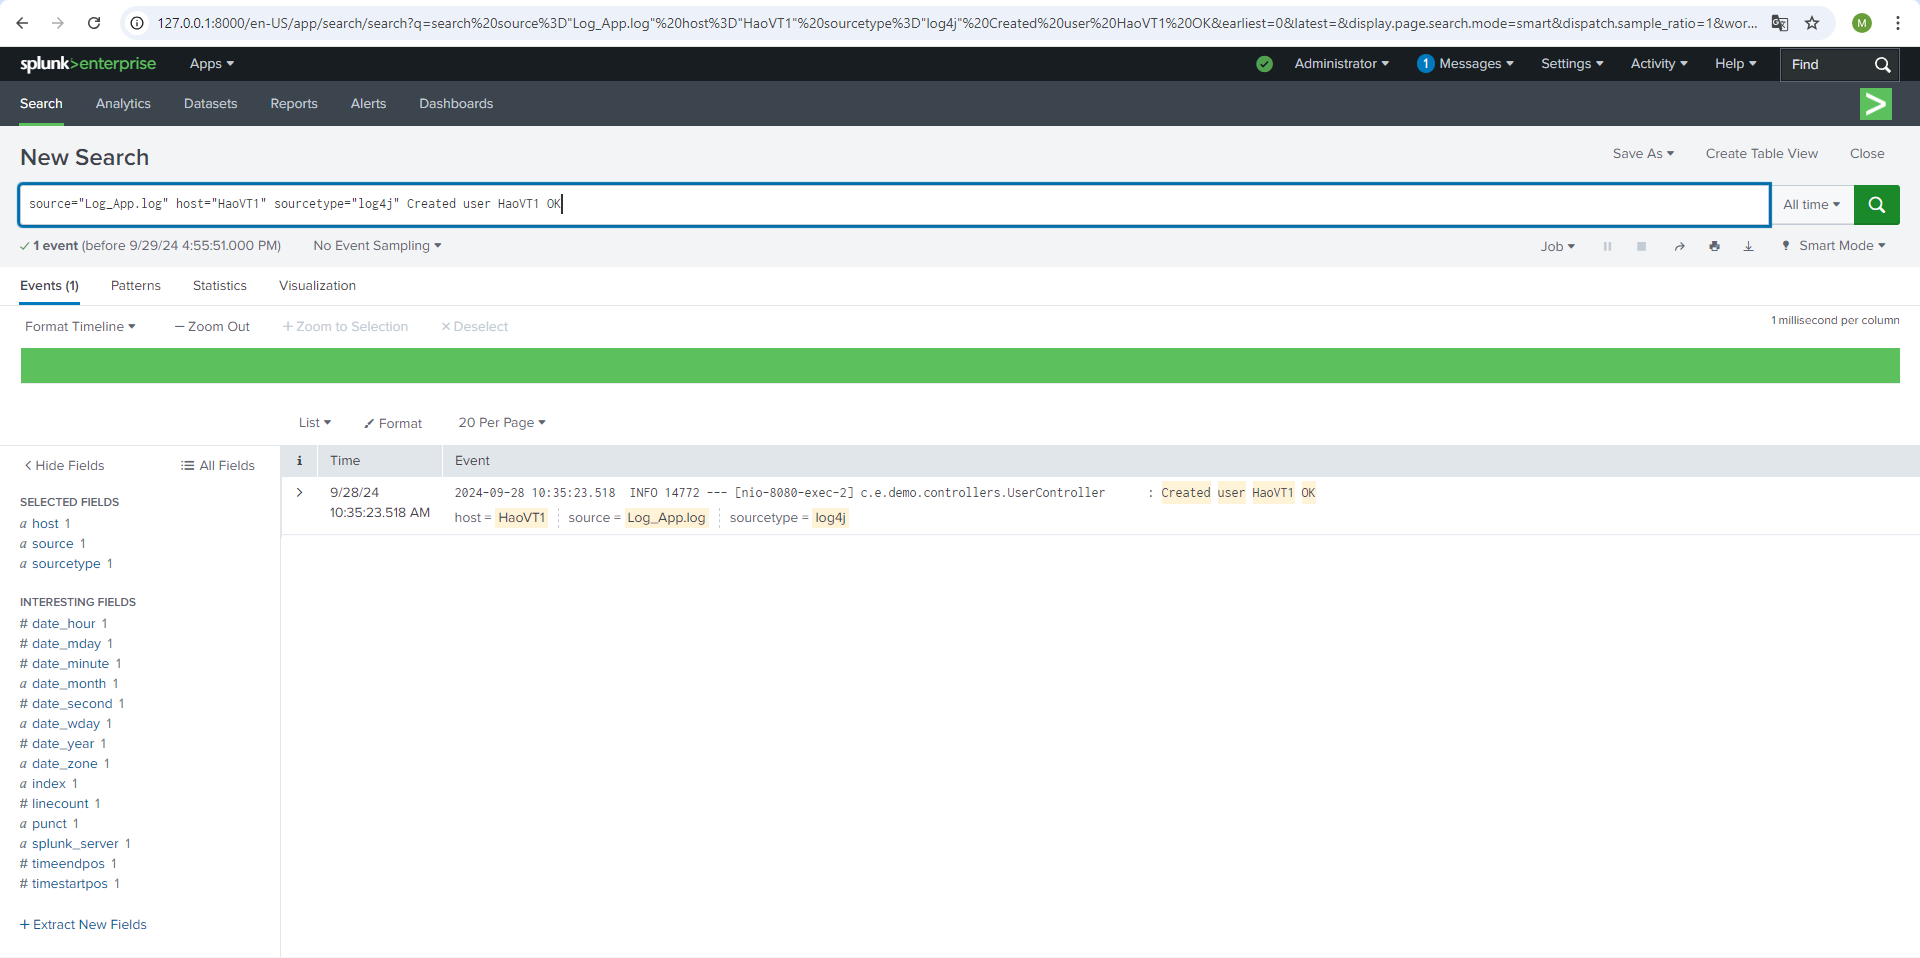 127.0.0.1:8000/en-US/app/search/search?q=search%20source%3D"Log_App.log"%20host%3D"HaoVT1"%20sourcetype%3D"log4j"%20Created%20user%20HaoVT1%20OK&earliest=0&latest=&display.page.search.mode=smart&dispatch.sample_ratio=1&wor... M
splunk>enterprise Apps Administrator 1 Messages Settings Activity Help Find
Search Analytics Datasets Reports Alerts Dashboards >
New Search Save As Create Table View Close
source="Log_App.log" host="HaoVT1" sourcetype="log4j" Created user HaoVT1 OK All time
1 event (before 9/29/24 4:55:51.000 PM) No Event Sampling Job Smart Mode
Events (1) Patterns Statistics Visualization
Format Timeline – Zoom Out + Zoom to Selection × Deselect 1 millisecond per column
List Format 20 Per Page
< Hide Fields All Fields i Time Event
SELECTED FIELDS
a host 1
a source 1
a sourcetype 1
INTERESTING FIELDS
# date_hour 1
# date_mday 1
# date_minute 1
a date_month 1
# date_second 1
a date_wday 1
# date_year 1
a date_zone 1
a index 1
# linecount 1
a punct 1
a splunk_server 1
# timeendpos 1
# timestartpos 1
+ Extract New Fields
> 9/28/24
10:35:23.518 AM
2024-09-28 10:35:23.518 INFO 14772 --- [nio-8080-exec-2] c.e.demo.controllers.UserController : Created user HaoVT1 OK
host = HaoVT1 source = Log_App.log sourcetype = log4j